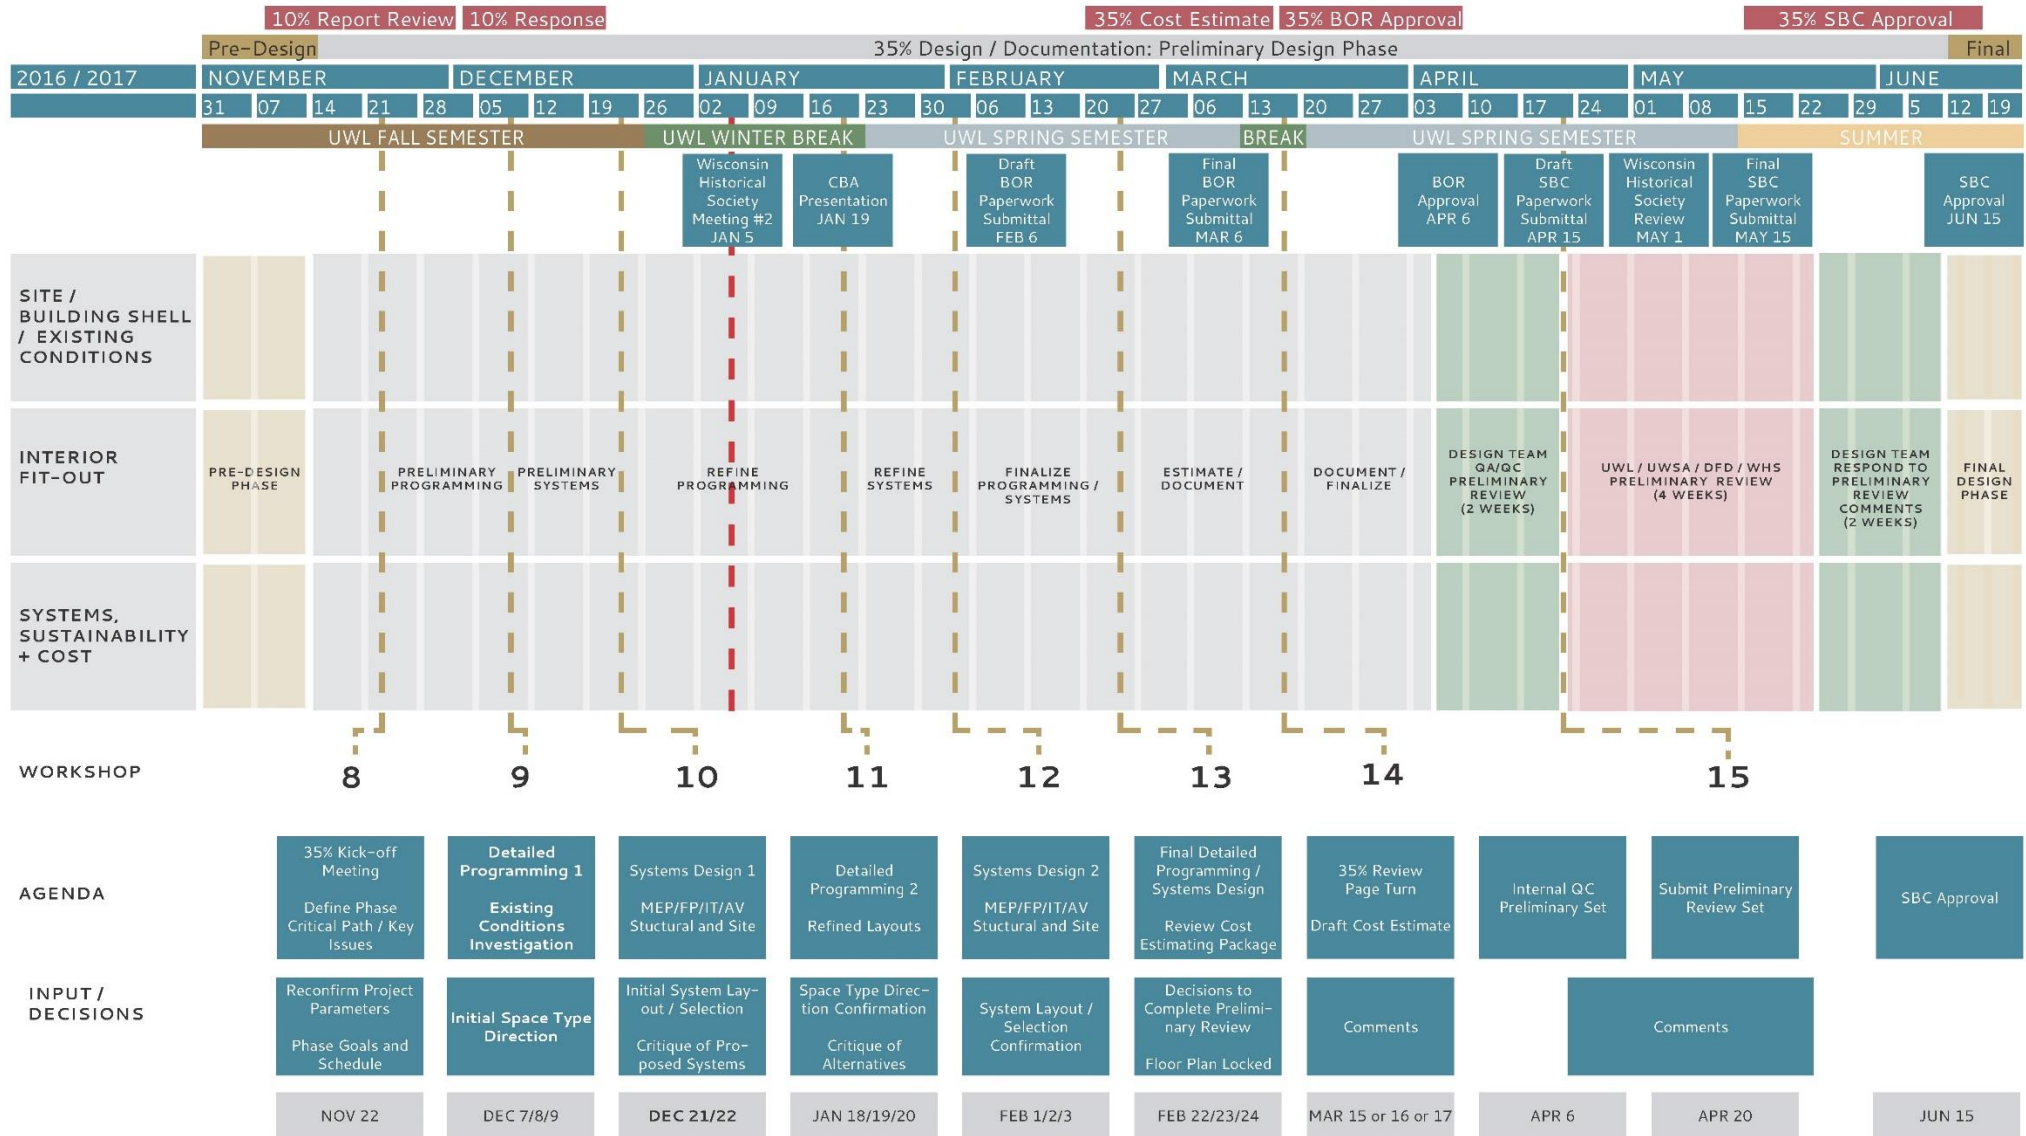 10% Report Review 10% Response 35% Cost Estimate 35% BOR Approval 35% SBC Approval
Pre-Design 35% Design / Documentation: Preliminary Design Phase Final
2016 / 2017 NOVEMBER DECEMBER JANUARY FEBRUARY MARCH APRIL MAY JUNE
31 07 14 21 28 05 12 19 26 02 09 16 23 30 06 13 20 27 06 13 20 27 03 10 17 24 01 08 15 22 29 5 12 19
UWL FALL SEMESTER UWL WINTER BREAK UWL SPRING SEMESTER BREAK UWL SPRING SEMESTER SUMMER
Wisconsin
Historical
Society
Meeting #2
JAN 5
CBA
Presentation
JAN 19
Draft
BOR
Paperwork
Submittal
FEB 6
Final
BOR
Paperwork
Submittal
MAR 6
BOR
Approval
APR 6
Draft
SBC
Paperwork
Submittal
APR 15
Wisconsin
Historical
Society
Review
MAY 1
Final
SBC
Paperwork
Submittal
MAY 15
SBC
Approval
JUN 15
SITE /
BUILDING SHELL
/ EXISTING
CONDITIONS
INTERIOR
FIT-OUT
PRE-DESIGN
PHASE
PRELIMINARY
PROGRAMMING
PRELIMINARY
SYSTEMS
REFINE
PROGRAMMING
REFINE
SYSTEMS
FINALIZE
PROGRAMMING /
SYSTEMS
ESTIMATE /
DOCUMENT
DOCUMENT /
FINALIZE
DESIGN TEAM
QA/QC
PRELIMINARY
REVIEW
(2 WEEKS)
UWL / UWSA / DFD / WHS
PRELIMINARY REVIEW
(4 WEEKS)
DESIGN TEAM
RESPOND TO
PRELIMINARY
REVIEW
COMMENTS
(2 WEEKS)
FINAL
DESIGN
PHASE
SYSTEMS,
SUSTAINABILITY
+ COST
WORKSHOP 8 9 10 11 12 13 14 15
AGENDA
35% Kick-off
Meeting
Define Phase
Critical Path / Key
Issues
Detailed
Programming 1
Existing
Conditions
Investigation
Systems Design 1
MEP/FP/IT/AV
Stuctural and Site
Detailed
Programming 2
Refined Layouts
Systems Design 2
MEP/FP/IT/AV
Stuctural and Site
Final Detailed
Programming /
Systems Design
Review Cost
Estimating Package
35% Review
Page Turn
Draft Cost Estimate
Internal QC
Preliminary Set
Submit Preliminary
Review Set
SBC Approval
INPUT /
DECISIONS
Reconfirm Project
Parameters
Phase Goals and
Schedule
Initial Space Type
Direction
Initial System Lay-
out / Selection
Critique of Pro-
posed Systems
Space Type Direc-
tion Confirmation
Critique of
Alternatives
System Layout /
Selection
Confirmation
Decisions to
Complete Prelimi-
nary Review
Floor Plan Locked
Comments
Comments
NOV 22 DEC 7/8/9 DEC 21/22 JAN 18/19/20 FEB 1/2/3 FEB 22/23/24 MAR 15 or 16 or 17 APR 6 APR 20 JUN 15